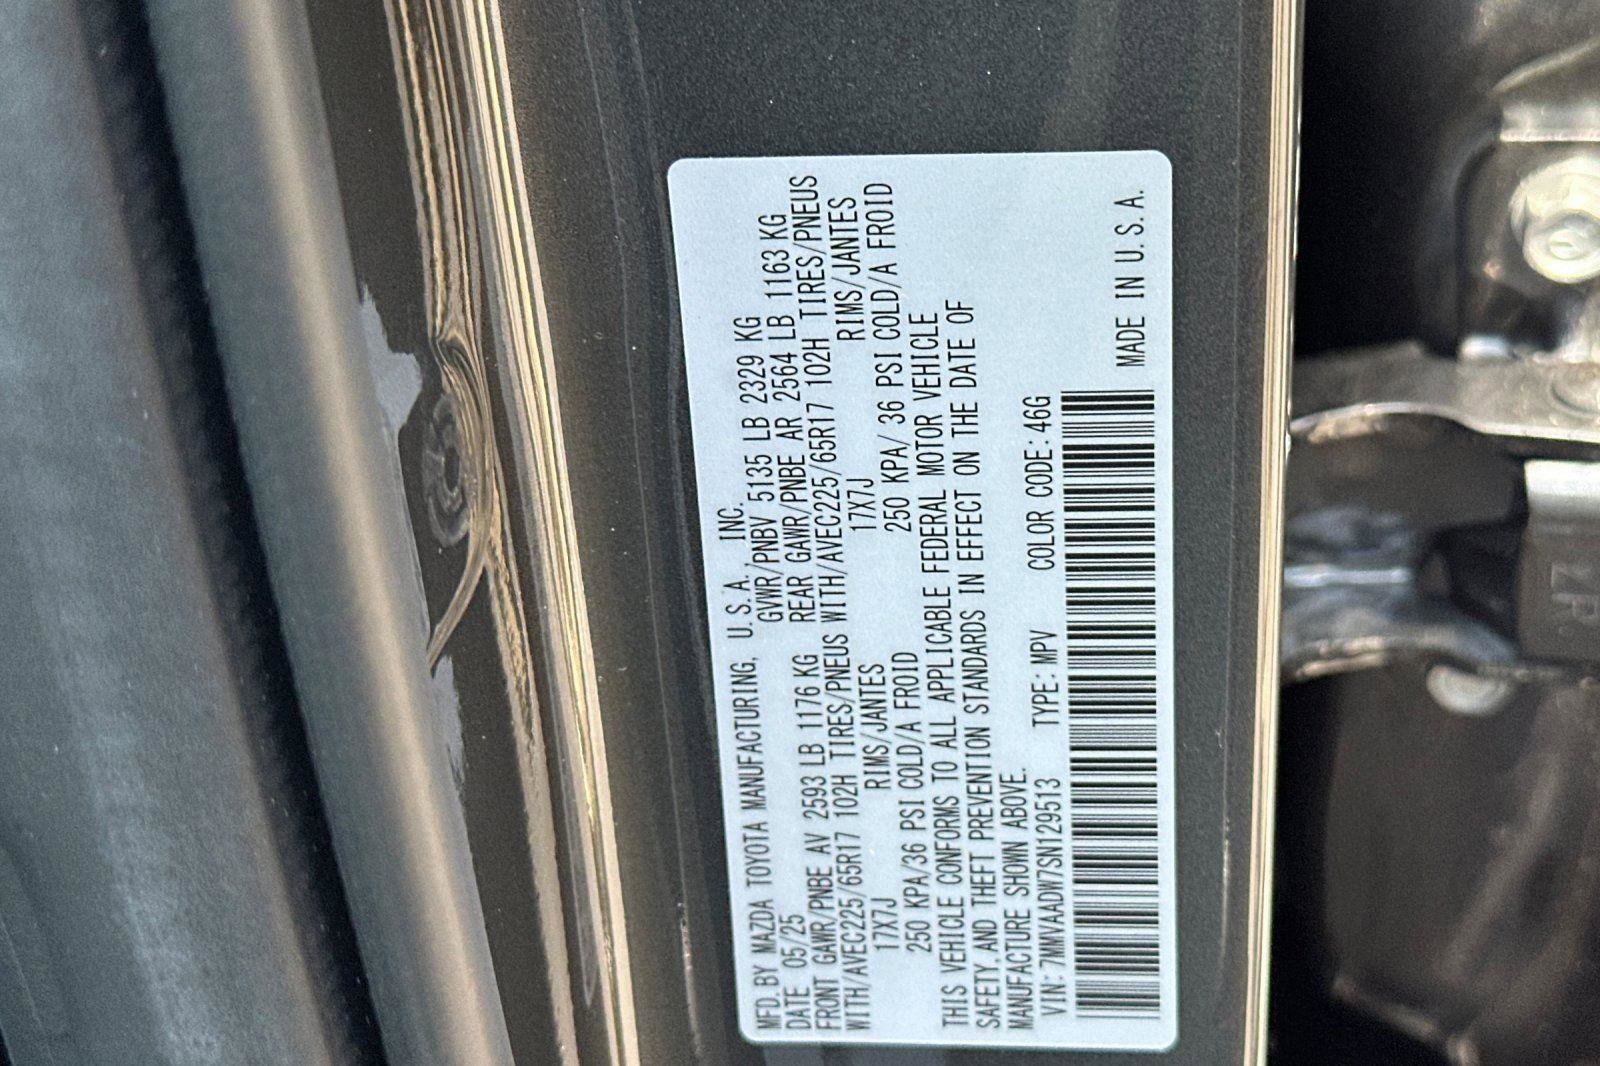 MFD. BY MAZDA TOYOTA MANUFACTURING, U.S.A., INC.
DATE 05/25 GVWR/PNBV 5135 LB 2329 KG
FRONT GAWR/PNBE AV 2593 LB 1176 KG REAR GAWR/PNBE AR 2564 LB 1163 KG
WITH/AVEC225/65R17 102H TIRES/PNEUS WITH/AVEC225/65R17 102H TIRES/PNEUS
17X7J RIMS/JANTES 17X7J RIMS/JANTES
250 KPA/36 PSI COLD/A FROID 250 KPA/ 36 PSI COLD/A FROID
THIS VEHICLE CONFORMS TO ALL APPLICABLE FEDERAL MOTOR VEHICLE
SAFETY,AND THEFT PREVENTION STANDARDS IN EFFECT ON THE DATE OF
MANUFACTURE SHOWN ABOVE.
VIN: 7MMVAADW7SN129513 TYPE: MPV COLOR CODE: 46G
MADE IN U.S.A.